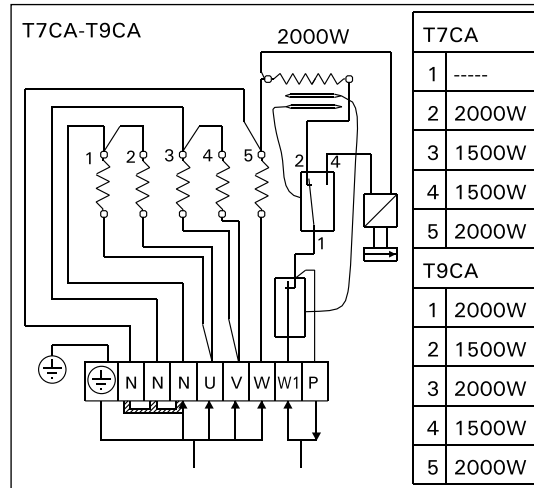 T7CA-T9CA
2000W
1 2 3 4 5
2 4
1
N N N U V W W1 P
T7CA
1 -----
2 2000W
3 1500W
4 1500W
5 2000W
T9CA
1 2000W
2 1500W
3 2000W
4 1500W
5 2000W